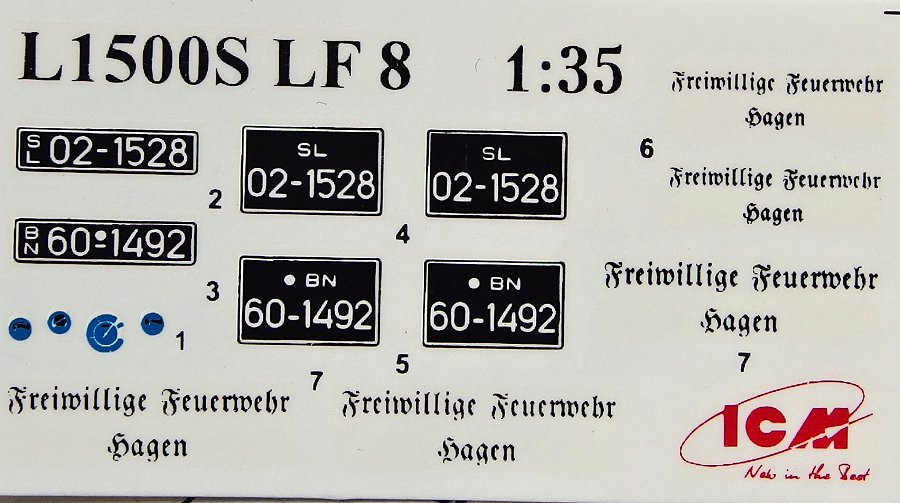 L1500S LF 8 1:35
Freiwillige Feuerwehr
Hagen
6
Freiwillige Feuerwehr
Hagen
SL 02-1528
2
SL
02-1528
SL
02-1528
4
BN 60-1492
3
BN
60-1492
BN
60-1492
5
Freiwillige Feuerwehr
Hagen
7
1
7
Freiwillige Feuerwehr
Hagen
Freiwillige Feuerwehr
Hagen
ICM
New in the Best